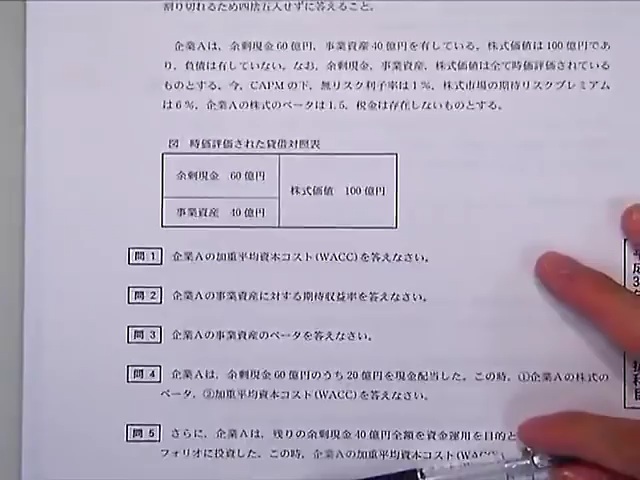 割り切れるため四捨五入せずに答えること。
企業Aは，余剰現金60億円，事業資産40億円を有している。株式価値は100億円であ
り，負債は有していない。なお，余剰現金，事業資産，株式価値は全て時価評価されている
ものとする。今，CAPMの下，無リスク利子率は1％，株式市場の期待リスクプレミアム
は6％，企業Aの株式のベータは1.5，税金は存在しないものとする。
図　時価評価された貸借対照表
余剰現金　60億円
株式価値　100億円
事業資産　40億円
問1　企業Aの加重平均資本コスト(WACC)を答えなさい。
問2　企業Aの事業資産に対する期待収益率を答えなさい。
問3　企業Aの事業資産のベータを答えなさい。
問4　企業Aは，余剰現金60億円のうち20億円を現金配当した。この時，①企業Aの株式の
ベータ，②加重平均資本コスト(WACC)を答えなさい。
問5　さらに，企業Aは，残りの余剰現金40億円全額を資金運用を目的と
フォリオに投資した。この時，企業Aの加重平均資本コスト(WACC)